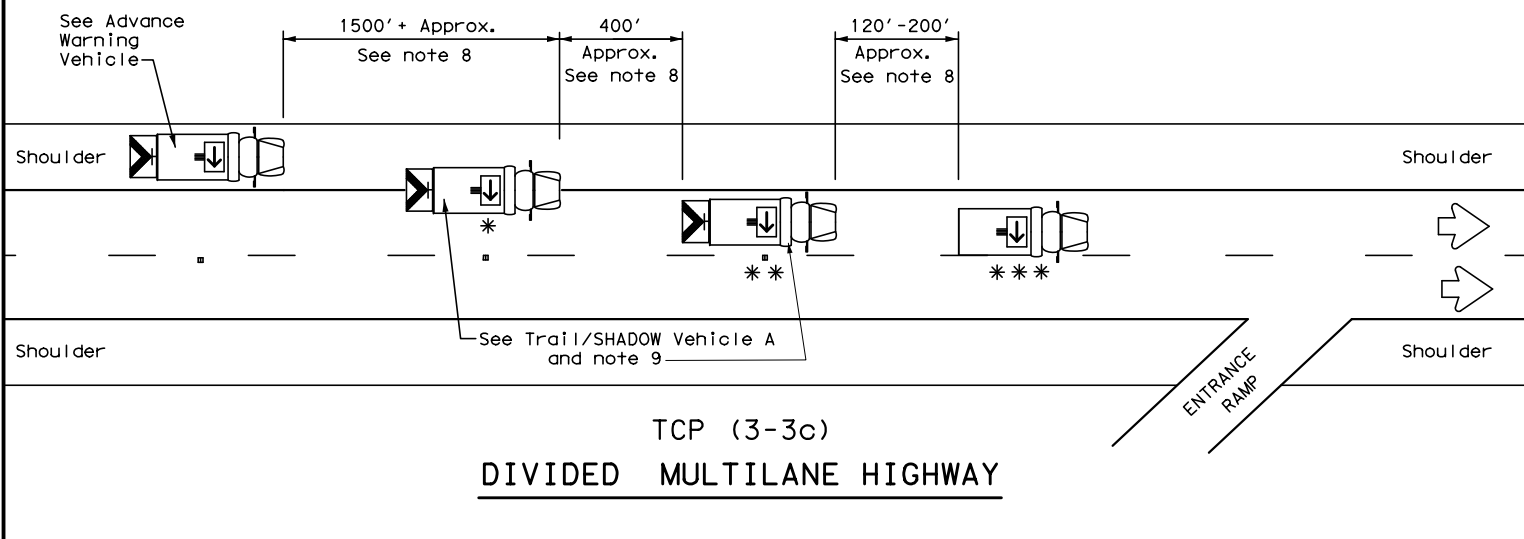 See Advance
Warning
Vehicle
1500'+ Approx.
See note 8
400'
Approx.
See note 8
120'-200'
Approx.
See note 8
Shoulder
Shoulder
*
**
***
See Trail/SHADOW Vehicle A
and note 9
Shoulder
Shoulder
ENTRANCE
RAMP
TCP (3-3c)
DIVIDED MULTILANE HIGHWAY